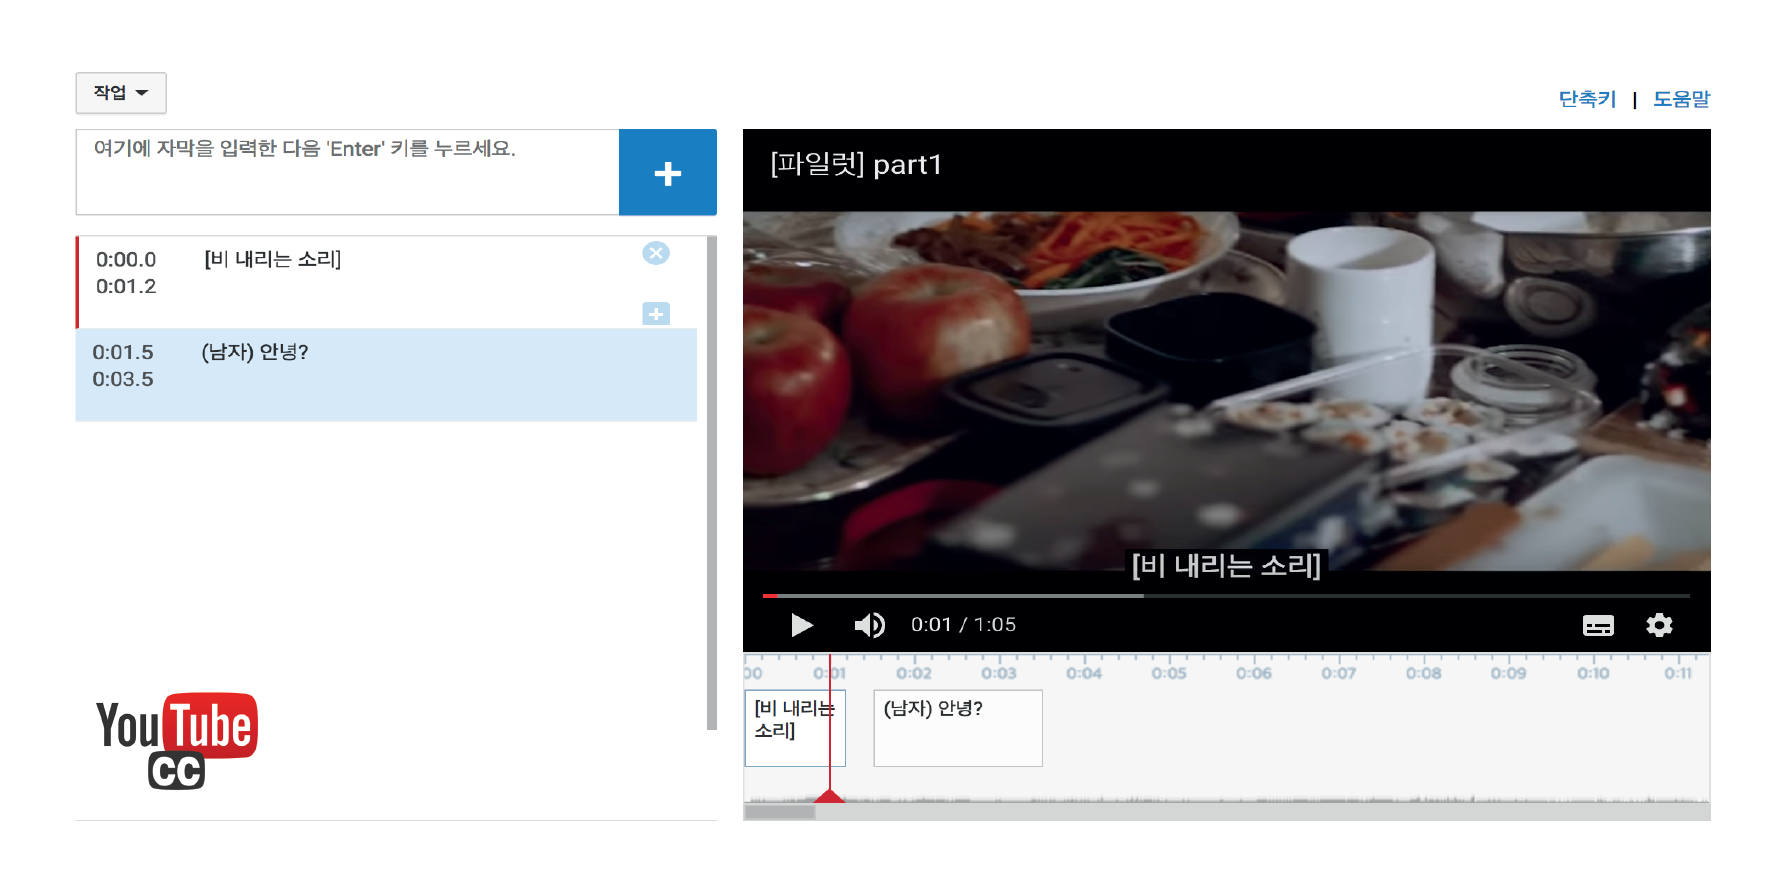 작업
단축키 | 도움말
여기에 자막을 입력한 다음 'Enter' 키를 누르세요.
0:00.0 [비 내리는 소리]
0:01.2
0:01.5 (남자) 안녕?
0:03.5
YouTube
CC
[파일럿] part1
[비 내리는 소리]
0:01 / 1:05
00 0:01 0:02 0:03 0:04 0:05 0:06 0:07 0:08 0:09 0:10 0:11
[비 내리는
소리]
(남자) 안녕?